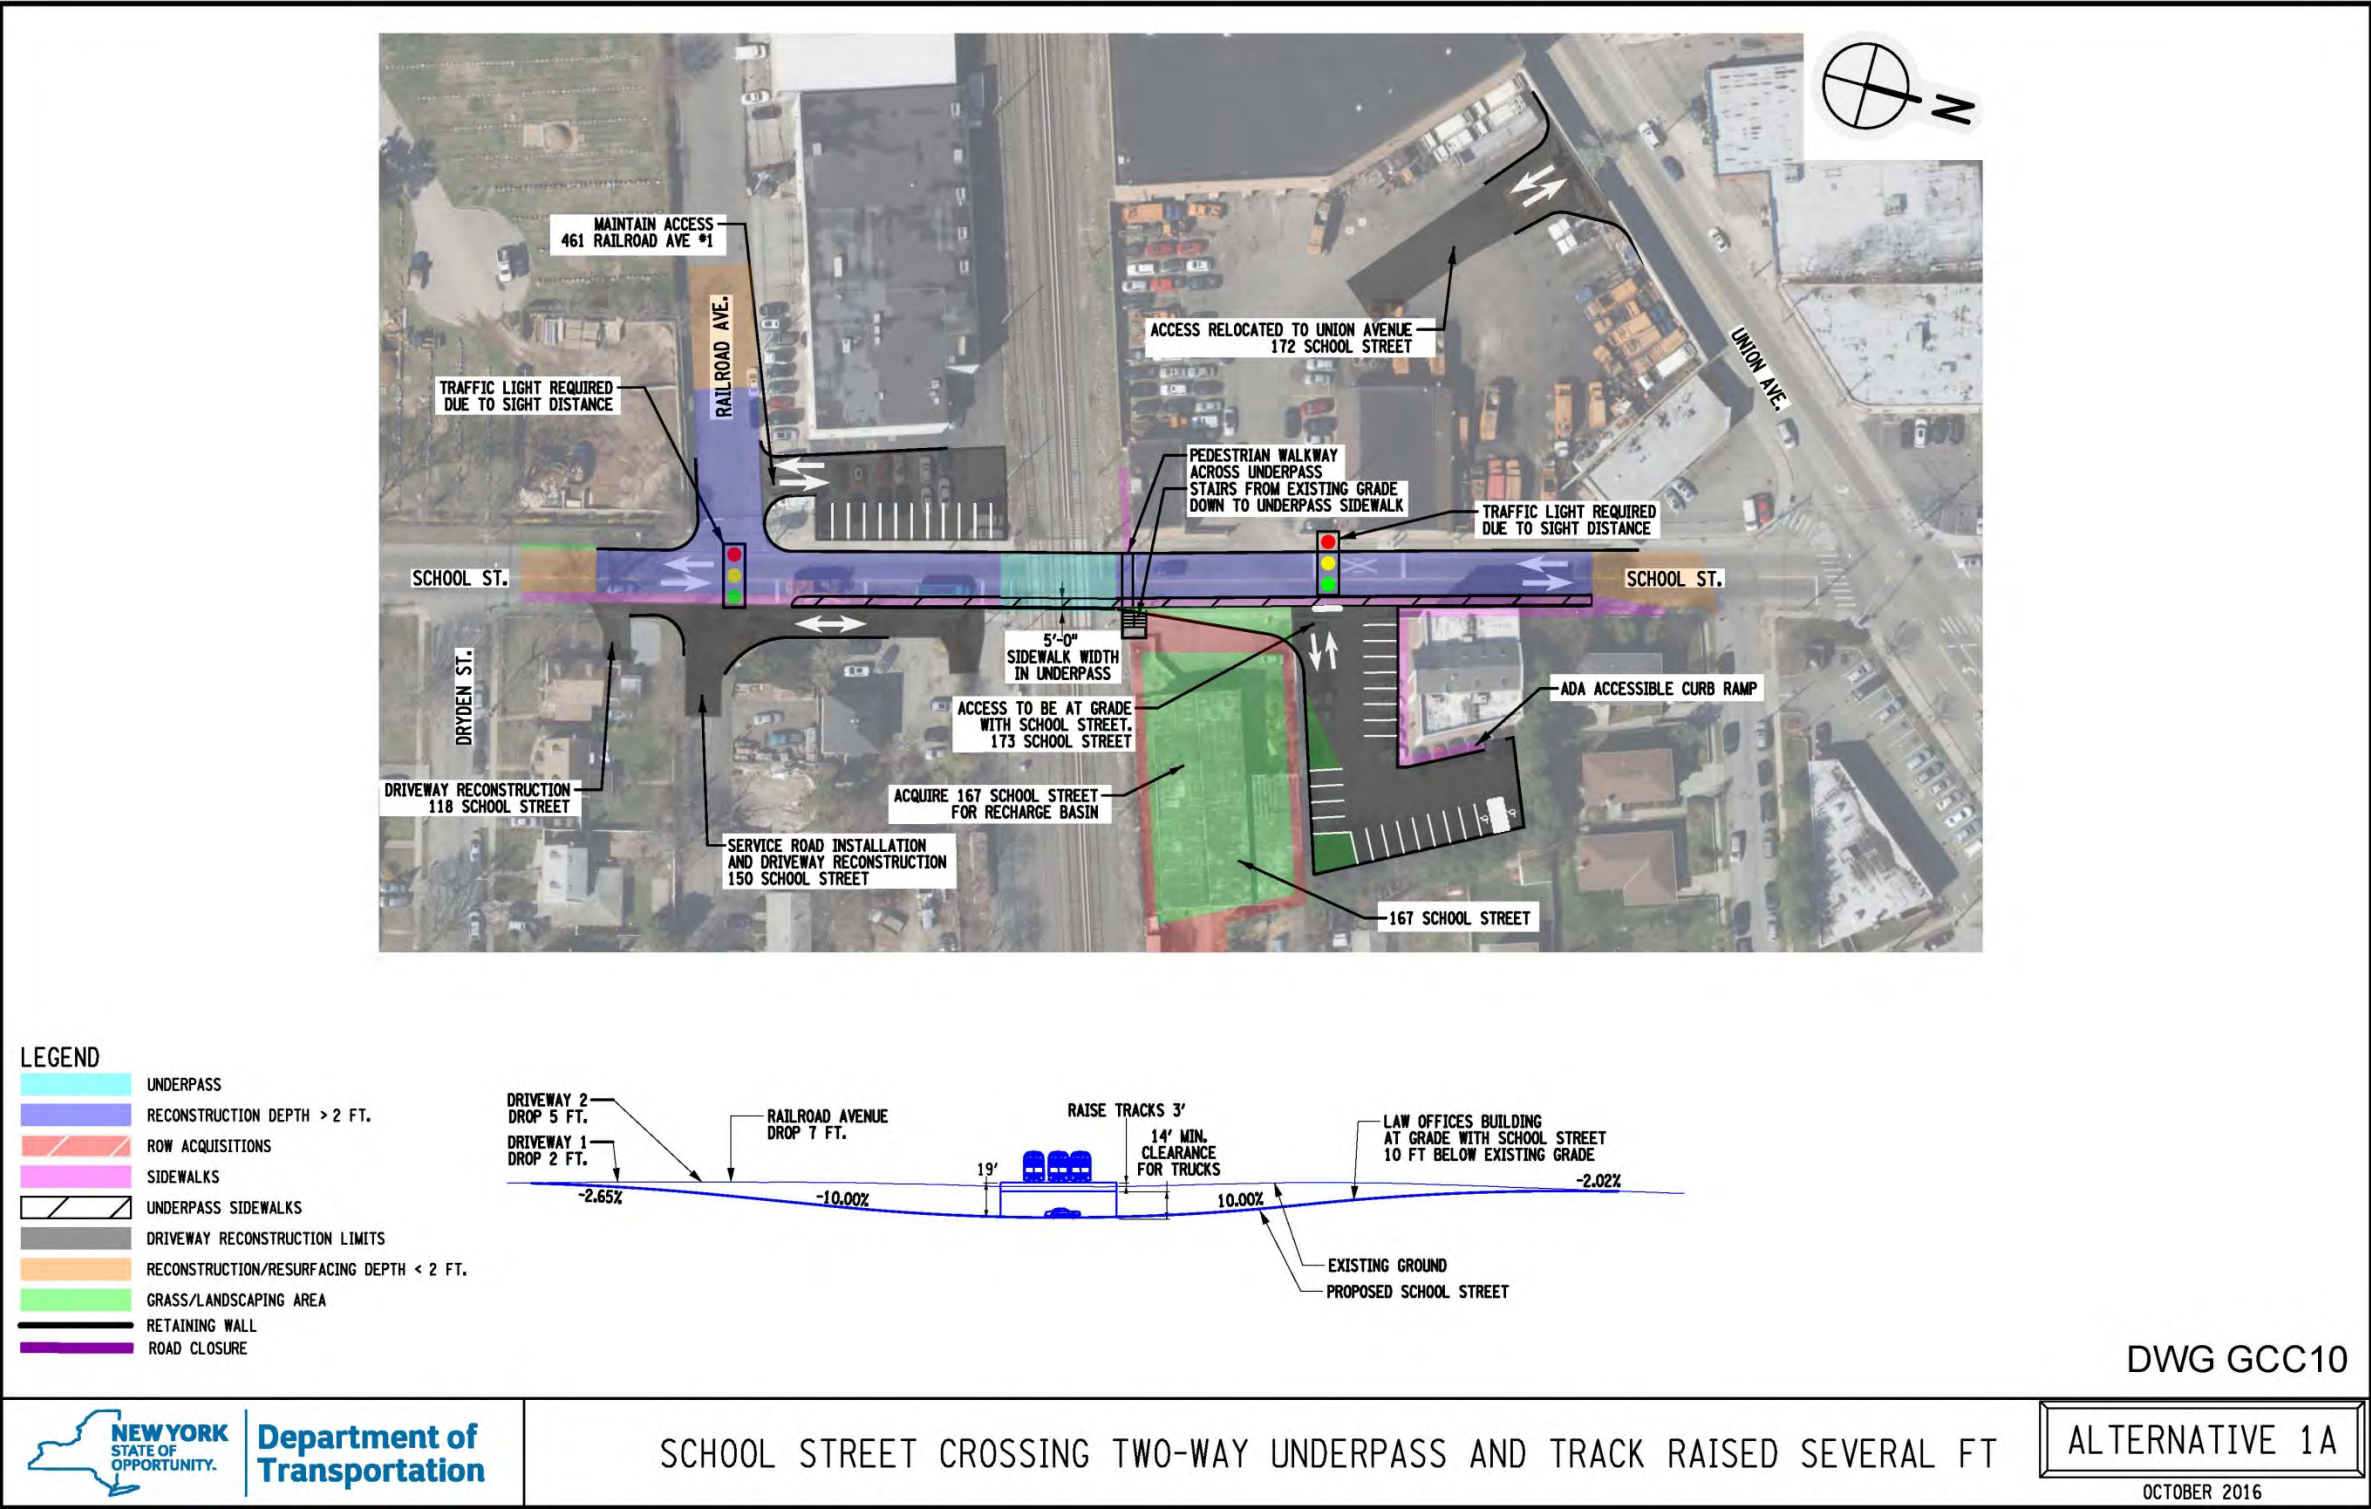 N
MAINTAIN ACCESS
461 RAILROAD AVE #1
RAILROAD AVE.
ACCESS RELOCATED TO UNION AVENUE
172 SCHOOL STREET
UNION AVE.
TRAFFIC LIGHT REQUIRED
DUE TO SIGHT DISTANCE
PEDESTRIAN WALKWAY
ACROSS UNDERPASS
STAIRS FROM EXISTING GRADE
DOWN TO UNDERPASS SIDEWALK
TRAFFIC LIGHT REQUIRED
DUE TO SIGHT DISTANCE
SCHOOL ST.
SCHOOL ST.
DRYDEN ST.
5'-0"
SIDEWALK WIDTH
IN UNDERPASS
ACCESS TO BE AT GRADE
WITH SCHOOL STREET.
173 SCHOOL STREET
ADA ACCESSIBLE CURB RAMP
DRIVEWAY RECONSTRUCTION
118 SCHOOL STREET
ACQUIRE 167 SCHOOL STREET
FOR RECHARGE BASIN
SERVICE ROAD INSTALLATION
AND DRIVEWAY RECONSTRUCTION
150 SCHOOL STREET
167 SCHOOL STREET
LEGEND
UNDERPASS
RECONSTRUCTION DEPTH > 2 FT.
ROW ACQUISITIONS
SIDEWALKS
UNDERPASS SIDEWALKS
DRIVEWAY RECONSTRUCTION LIMITS
RECONSTRUCTION/RESURFACING DEPTH < 2 FT.
GRASS/LANDSCAPING AREA
RETAINING WALL
ROAD CLOSURE
DRIVEWAY 2
DROP 5 FT.
DRIVEWAY 1
DROP 2 FT.
RAILROAD AVENUE
DROP 7 FT.
RAISE TRACKS 3'
14' MIN.
CLEARANCE
FOR TRUCKS
19'
LAW OFFICES BUILDING
AT GRADE WITH SCHOOL STREET
10 FT BELOW EXISTING GRADE
-2.65%
-10.00%
10.00%
-2.02%
EXISTING GROUND
PROPOSED SCHOOL STREET
DWG GCC10
NEW YORK
STATE OF
OPPORTUNITY.
Department of
Transportation
SCHOOL STREET CROSSING TWO-WAY UNDERPASS AND TRACK RAISED SEVERAL FT
ALTERNATIVE 1A
OCTOBER 2016